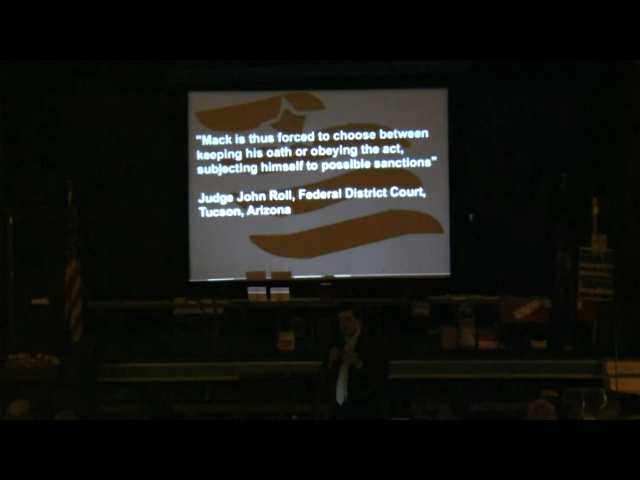 "Mack is thus forced to choose between
keeping his oath or obeying the act,
subjecting himself to possible sanctions"
Judge John Roll, Federal District Court,
Tucson, Arizona